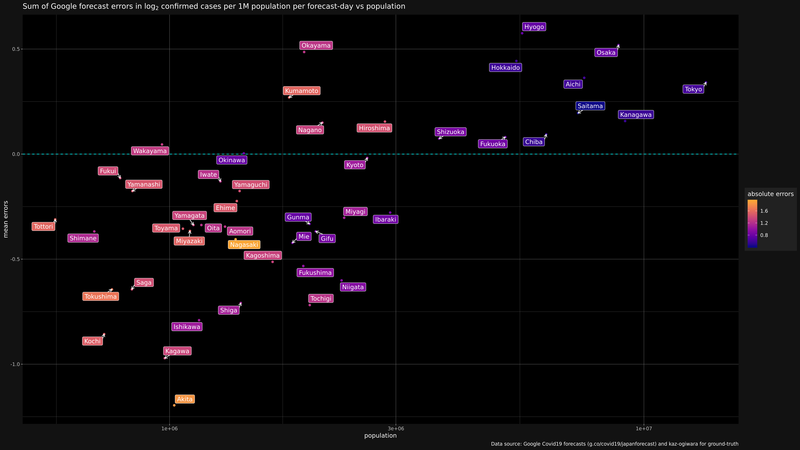 Sum of Google forecast errors in log₂ confirmed cases per 1M population per forecast-day vs population
Hyogo
Okayama
0.5
Osaka
Hokkaido
Aichi
Kumamoto
Tokyo
Saitama
Kanagawa
Nagano
Hiroshima
Shizuoka
Fukuoka
Chiba
Wakayama
0.0
Okinawa
Kyoto
Fukui
Iwate
Yamanashi
Yamaguchi
absolute errors
1.6
1.2
0.8
mean errors
Ehime
Yamagata
Gunma
Miyagi
Ibaraki
Tottori
Toyama
Oita
Aomori
Shimane
Miyazaki
Nagasaki
Mie
Gifu
Kagoshima
-0.5
Fukushima
Saga
Niigata
Tokushima
Tochigi
Shiga
Ishikawa
Kochi
Kagawa
-1.0
Akita
1e+06
3e+06
1e+07
population
Data source: Google Covid19 forecasts (g.co/covid19/japanforecast) and kaz-ogiwara for ground-truth